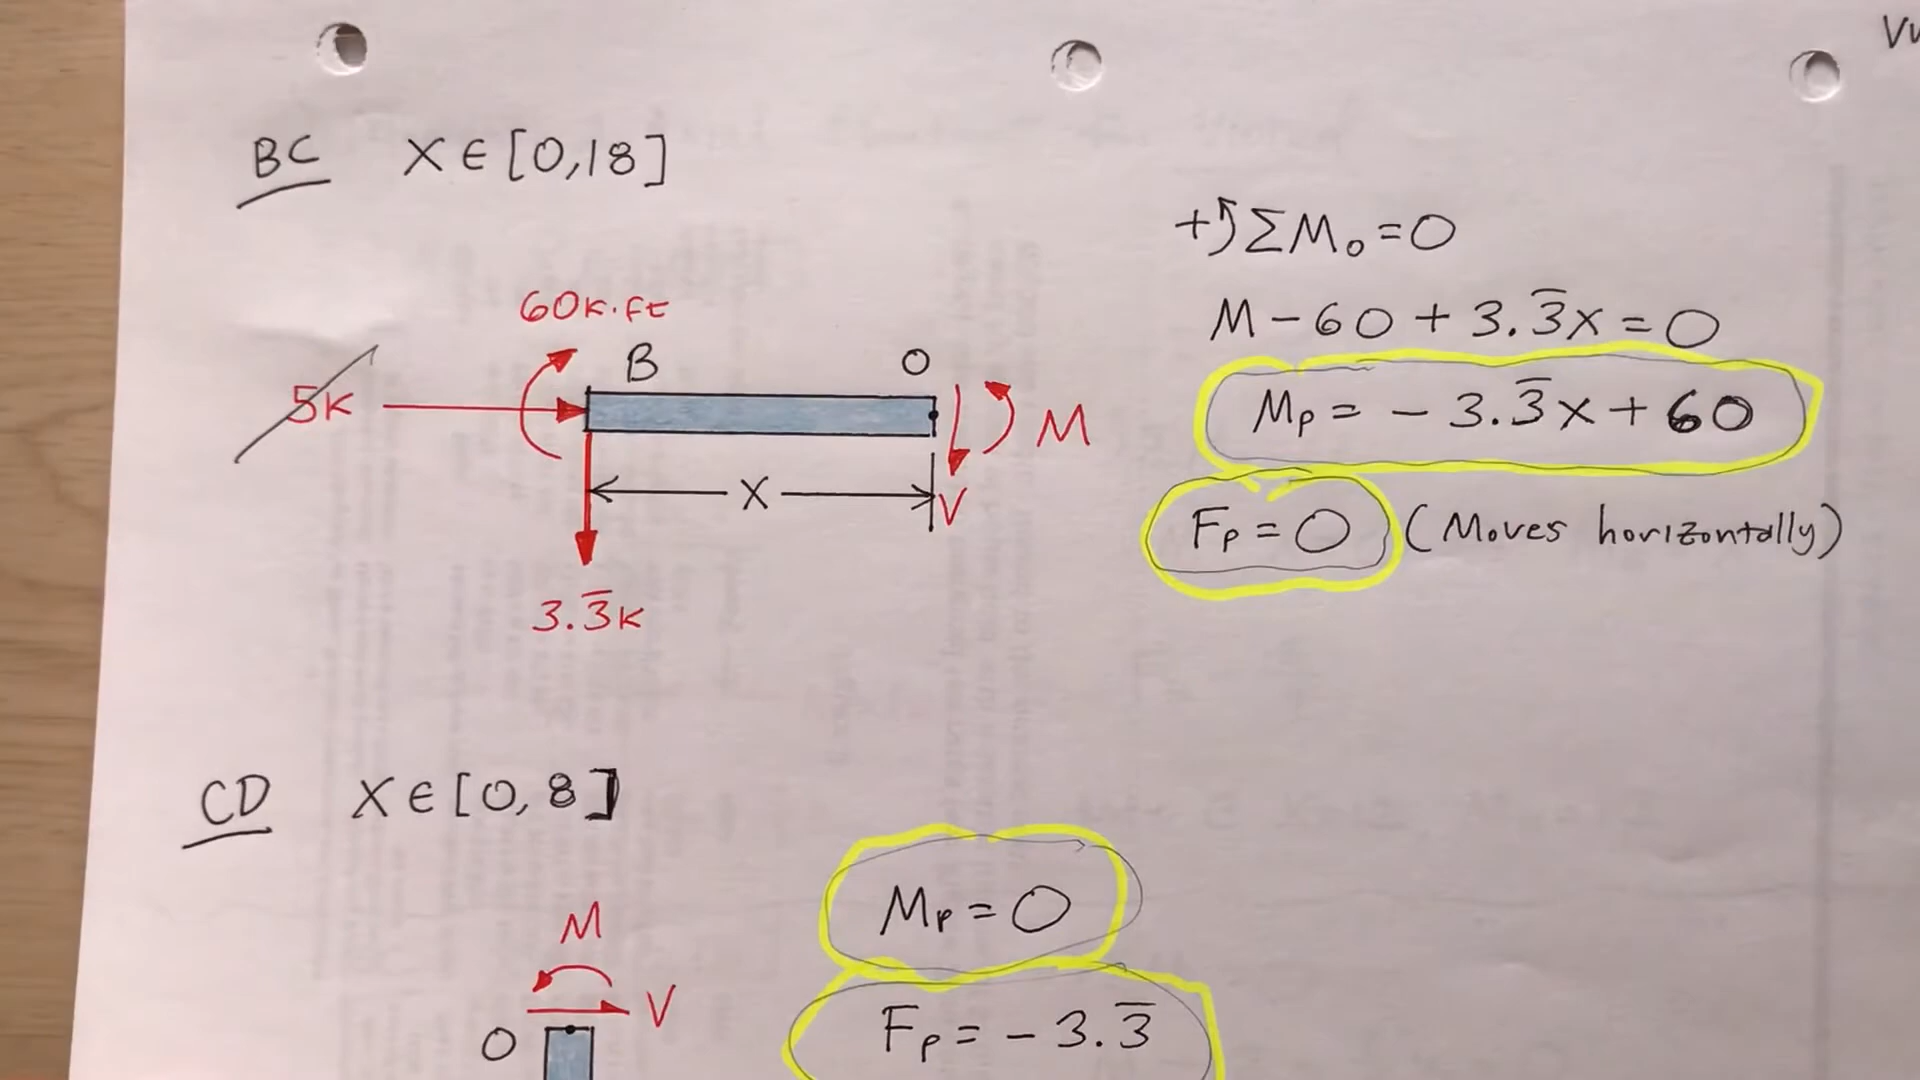 BC X ∈ [0,18]
+↺ ΣM₀ = 0
60K·ft
M − 60 + 3.3̅x = 0
B O
5K
M
Mp = − 3.3̅x + 60
X
V
Fp = 0 (Moves horizontally)
3.3̅K
CD X ∈ [0, 8]
M
Mp = 0
V
O
Fp = − 3.3̅